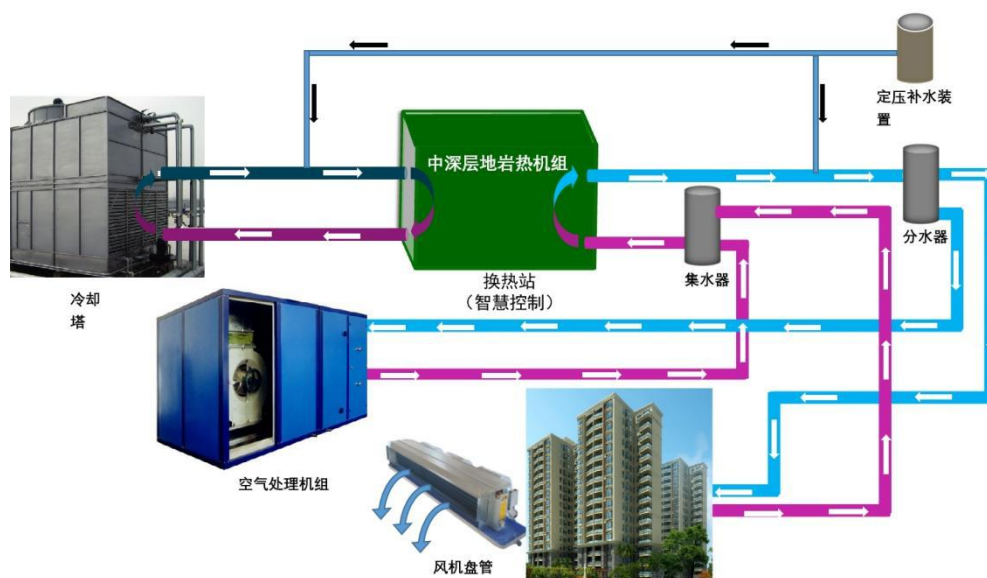 定压补水装
置
中深层地岩热机组
分水器
集水器
换热站
（智慧控制）
冷却
塔
空气处理机组
风机盘管